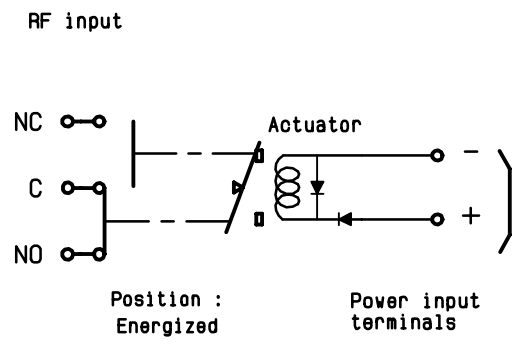 RF input
NC
Actuator
-
C
+
NO
Position :
Energized
Power input
terminals